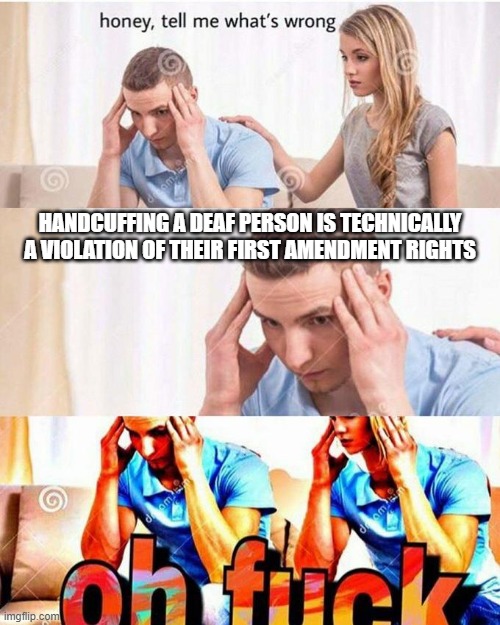 honey, tell me what's wrong
HANDCUFFING A DEAF PERSON IS TECHNICALLY
A VIOLATION OF THEIR FIRST AMENDMENT RIGHTS
oh fuck
imgflip.com